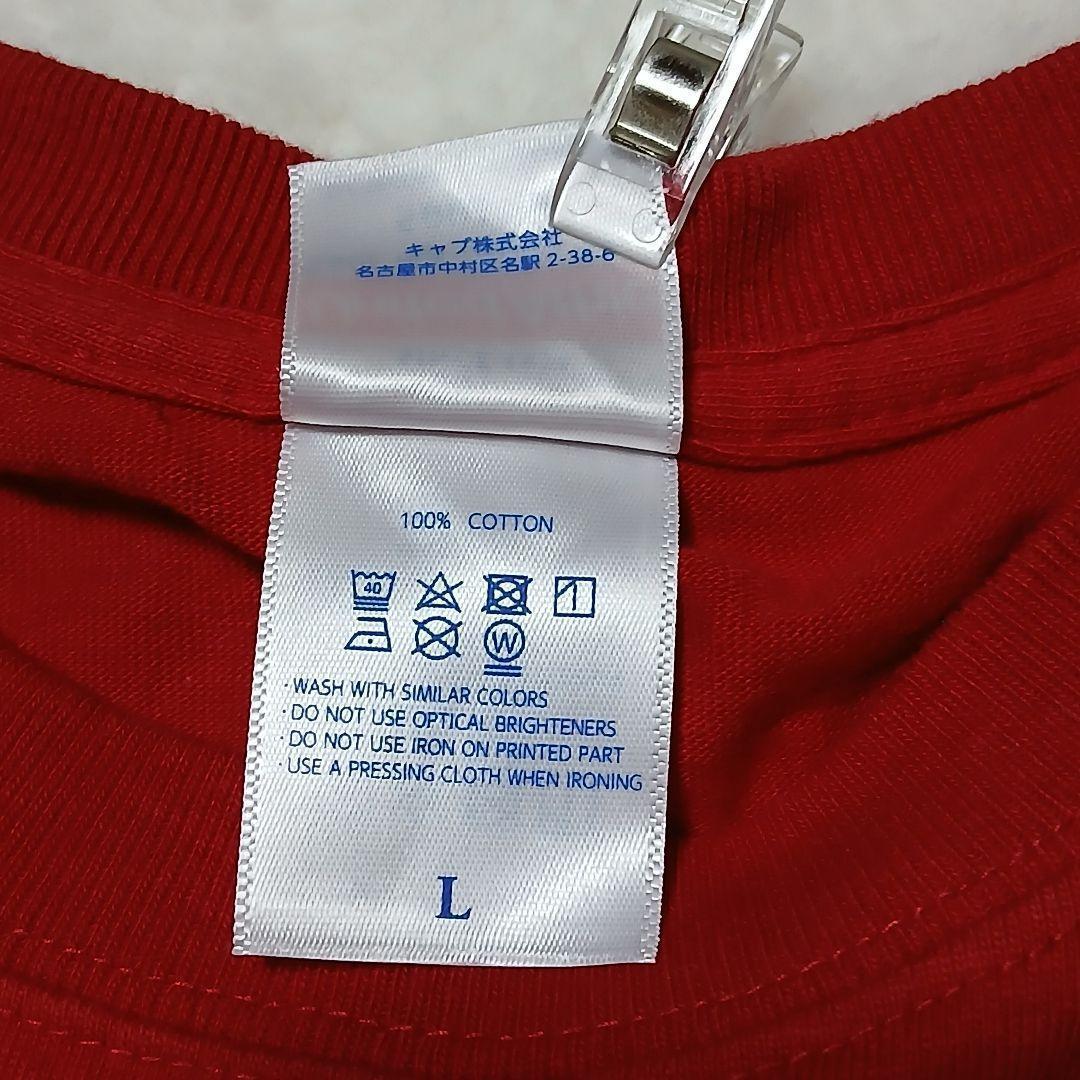 キャプ株式会社
名古屋市中村区名駅 2-38-6
100% COTTON
40
W
·WASH WITH SIMILAR COLORS
·DO NOT USE OPTICAL BRIGHTENERS
·DO NOT USE IRON ON PRINTED PART
·USE A PRESSING CLOTH WHEN IRONING
L